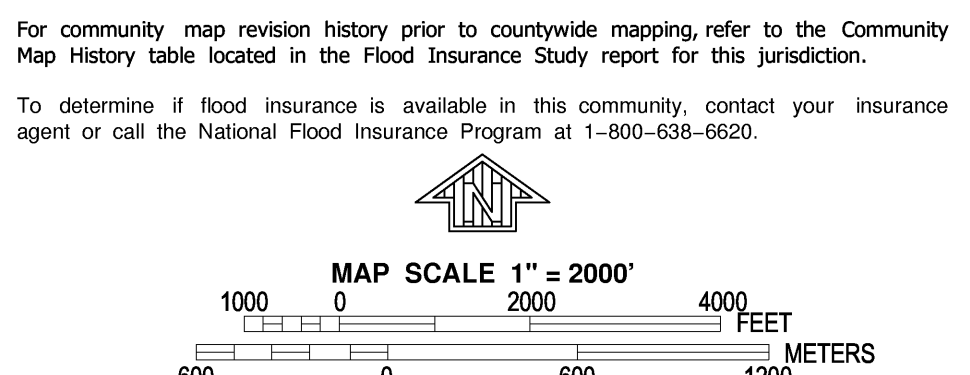 For community map revision history prior to countywide mapping, refer to the Community
Map History table located in the Flood Insurance Study report for this jurisdiction.
To determine if flood insurance is available in this community, contact your insurance
agent or call the National Flood Insurance Program at 1–800–638–6620.
N
MAP SCALE 1" = 2000'
1000 0 2000 4000
FEET
METERS
600 0 600 1200